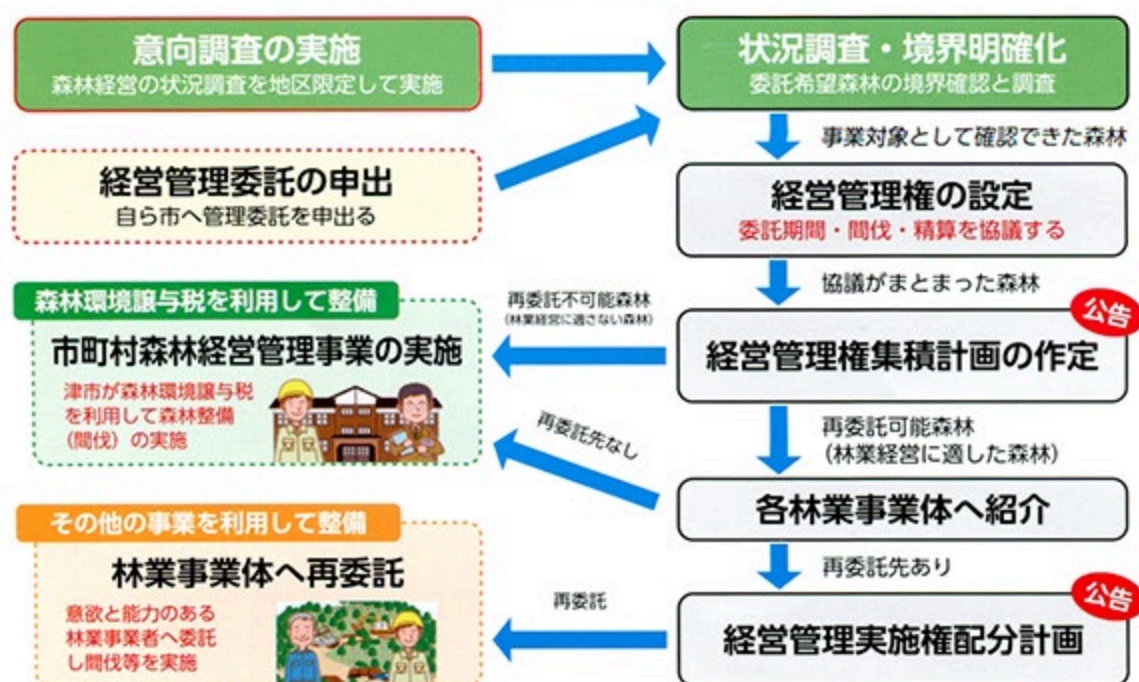 意向調査の実施
森林経営の状況調査を地区限定して実施
状況調査・境界明確化
委託希望森林の境界確認と調査
事業対象として確認できた森林
経営管理委託の申出
自ら市へ管理委託を申出る
経営管理権の設定
委託期間・間伐・精算を協議する
協議がまとまった森林
森林環境譲与税を利用して整備
市町村森林経営管理事業の実施
津市が森林環境譲与税
を利用して森林整備
(間伐)の実施
再委託不可能森林
(林業経営に適さない森林)
公告
経営管理権集積計画の作定
再委託可能森林
(林業経営に適した森林)
再委託先なし
各林業事業体へ紹介
再委託先あり
その他の事業を利用して整備
林業事業体へ再委託
意欲と能力のある
林業事業者へ委託
し間伐等を実施
再委託
公告
経営管理実施権配分計画